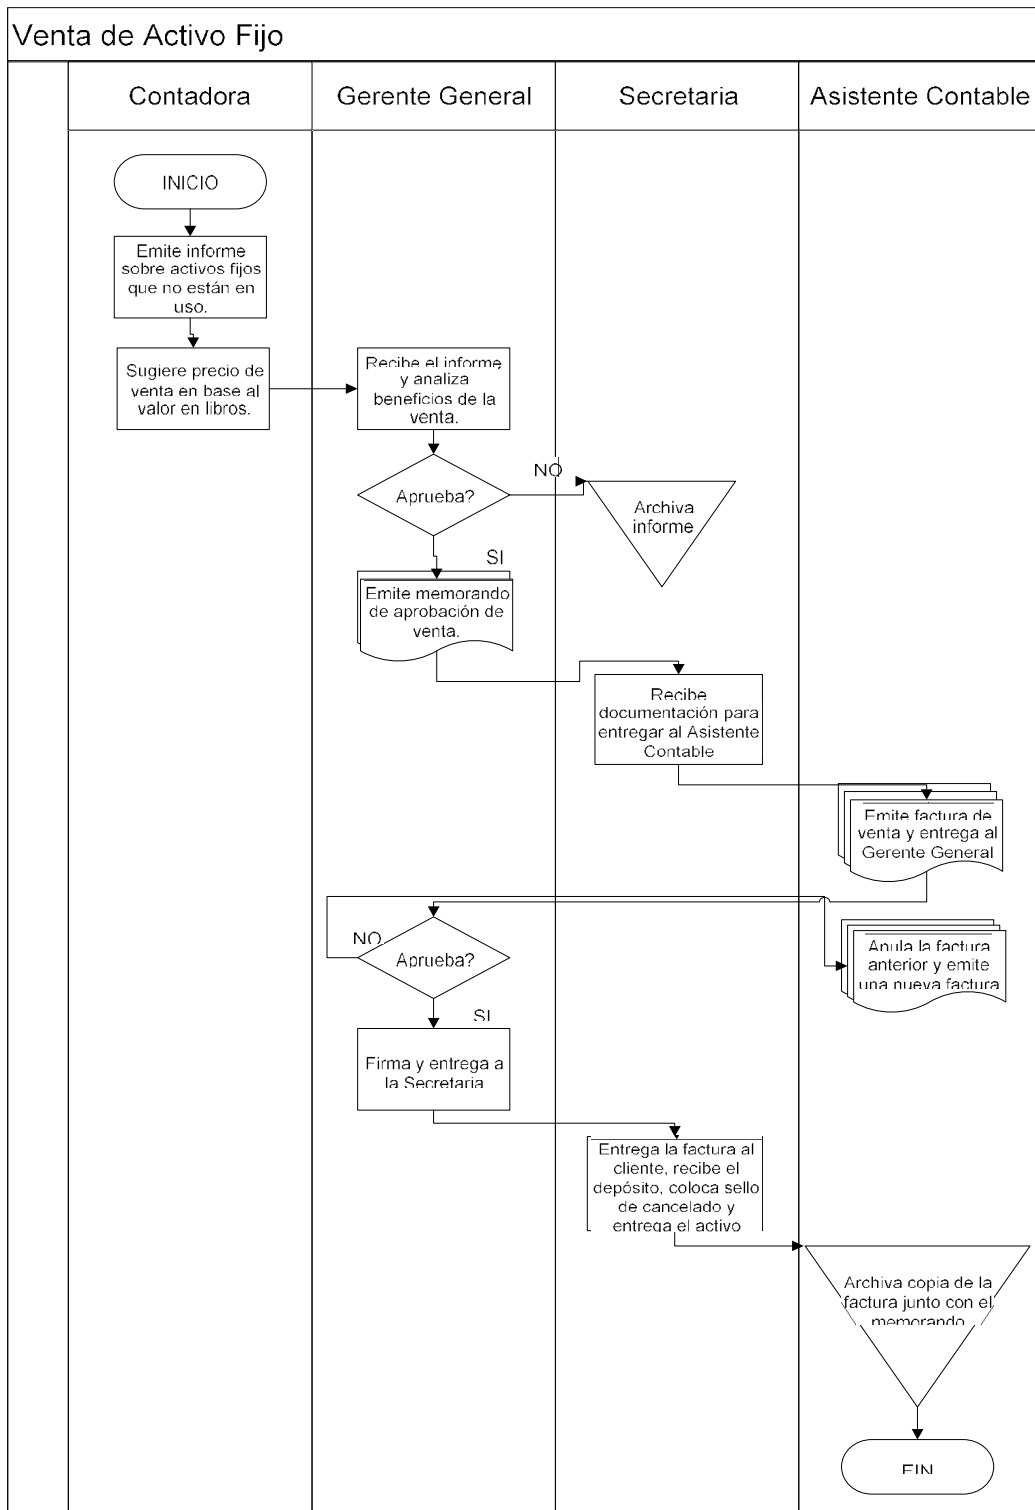 Venta de Activo Fijo
Contadora
Gerente General
Secretaria
Asistente Contable
INICIO
Emite informe
sobre activos fijos
que no están en
uso.
Sugiere precio de
venta en base al
valor en libros.
Recibe el informe
y analiza
beneficios de la
venta.
Aprueba?
NO
Archiva
informe
SI
Emite memorando
de aprobación de
venta.
Recibe
documentación para
entregar al Asistente
Contable
Emite factura de
venta y entrega al
Gerente General
NO
Aprueba?
Anula la factura
anterior y emite
una nueva factura
SI
Firma y entrega a
la Secretaria
Entrega la factura al
cliente, recibe el
depósito, coloca sello
de cancelado y
entrega el activo
Archiva copia de la
factura junto con el
memorando
FIN